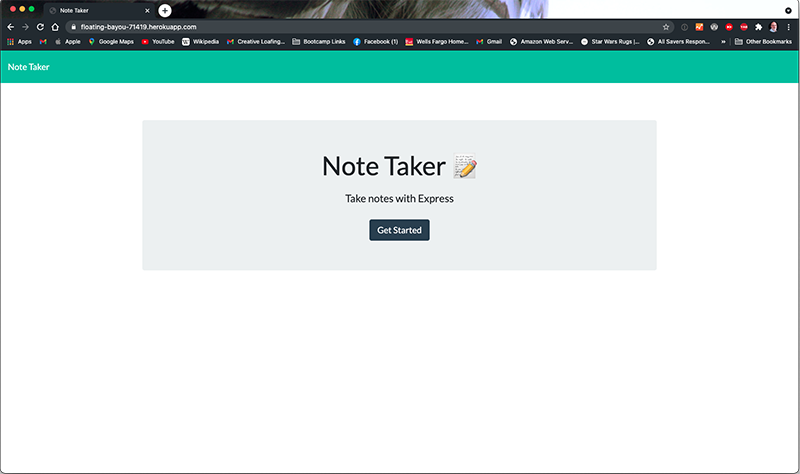 Note Taker
floating-bayou-71419.herokuapp.com
Apps
Apple
Google Maps
YouTube
Wikipedia
Creative Loafing...
Bootcamp Links
Facebook (1)
Wells Fargo Home...
Gmail
Amazon Web Serv...
Star Wars Rugs |...
All Savers Respon...
»
Other Bookmarks
Note Taker
Note Taker
Take notes with Express
Get Started